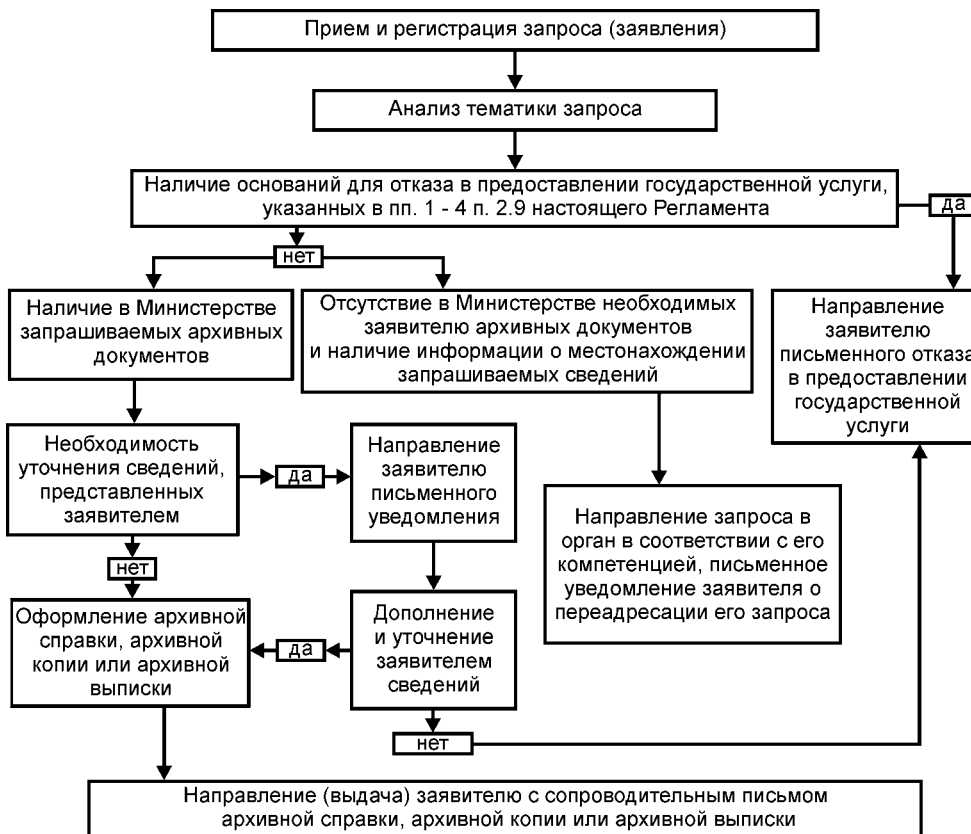 Прием и регистрация запроса (заявления)
Анализ тематики запроса
Наличие оснований для отказа в предоставлении государственной услуги,
указанных в пп. 1 - 4 п. 2.9 настоящего Регламента
да
нет
Наличие в Министерстве
запрашиваемых архивных
документов
Отсутствие в Министерстве необходимых
заявителю архивных документов
и наличие информации о местонахождении
запрашиваемых сведений
Направление
заявителю
письменного отказа
в предоставлении
государственной
услуги
Необходимость
уточнения сведений,
представленных
заявителем
да
Направление
заявителю
письменного
уведомления
Направление запроса в
орган в соответствии с его
компетенцией, письменное
уведомление заявителя о
переадресации его запроса
нет
Оформление архивной
справки, архивной
копии или архивной
выписки
да
Дополнение
и уточнение
заявителем
сведений
нет
Направление (выдача) заявителю с сопроводительным письмом
архивной справки, архивной копии или архивной выписки